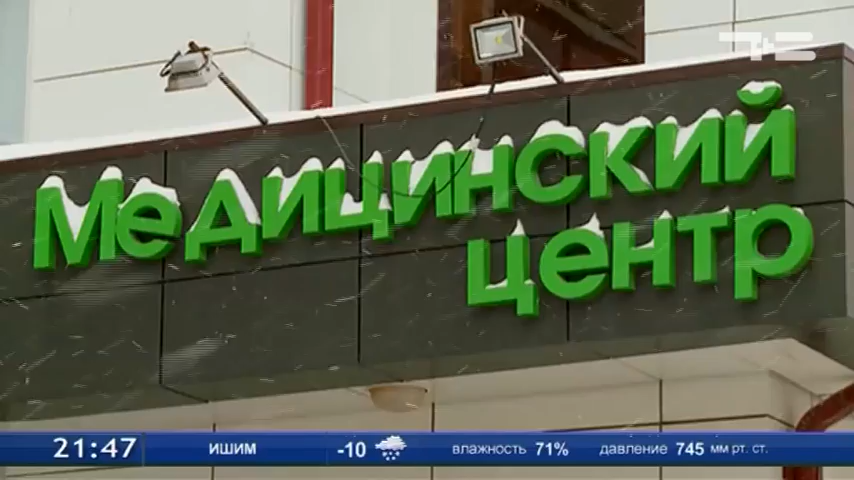 Т+В
Медицинский
центр
21:47 ИШИМ -10 влажность 71% давление 745 мм рт. ст.